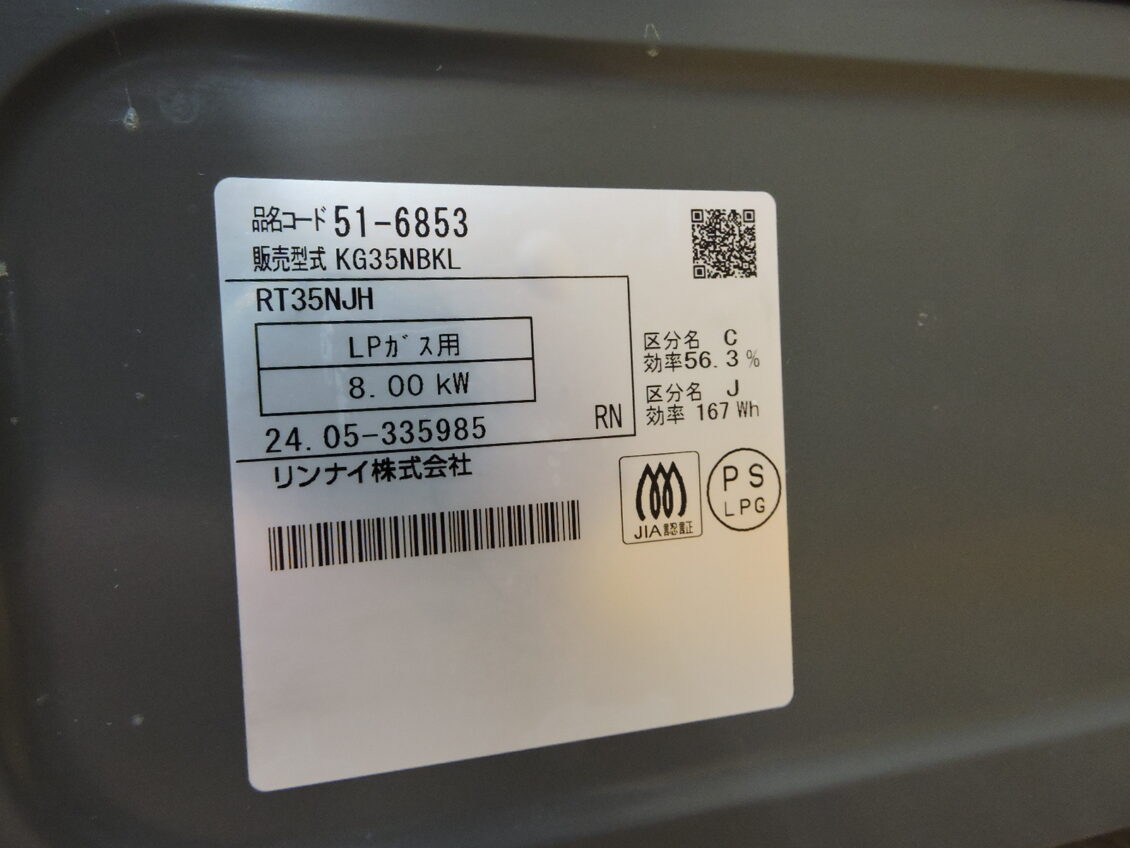 品名コード 51-6853
販売型式 KG35NBKL
RT35NJH
LPガス用
8.00 kW
24.05-335985
RN
リンナイ株式会社
区分名 C
効率56.3%
区分名 J
効率 167 Wh
JIA認証
PS
LPG